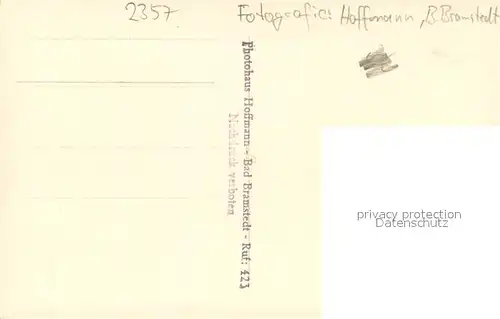 2357
Fotografie: Hoffmann, B Bramstedt
Photohaus Hoffmann - Bad Bramstedt - Ruf: 423
Nachdruck verboten
privacy protection
Datenschutz